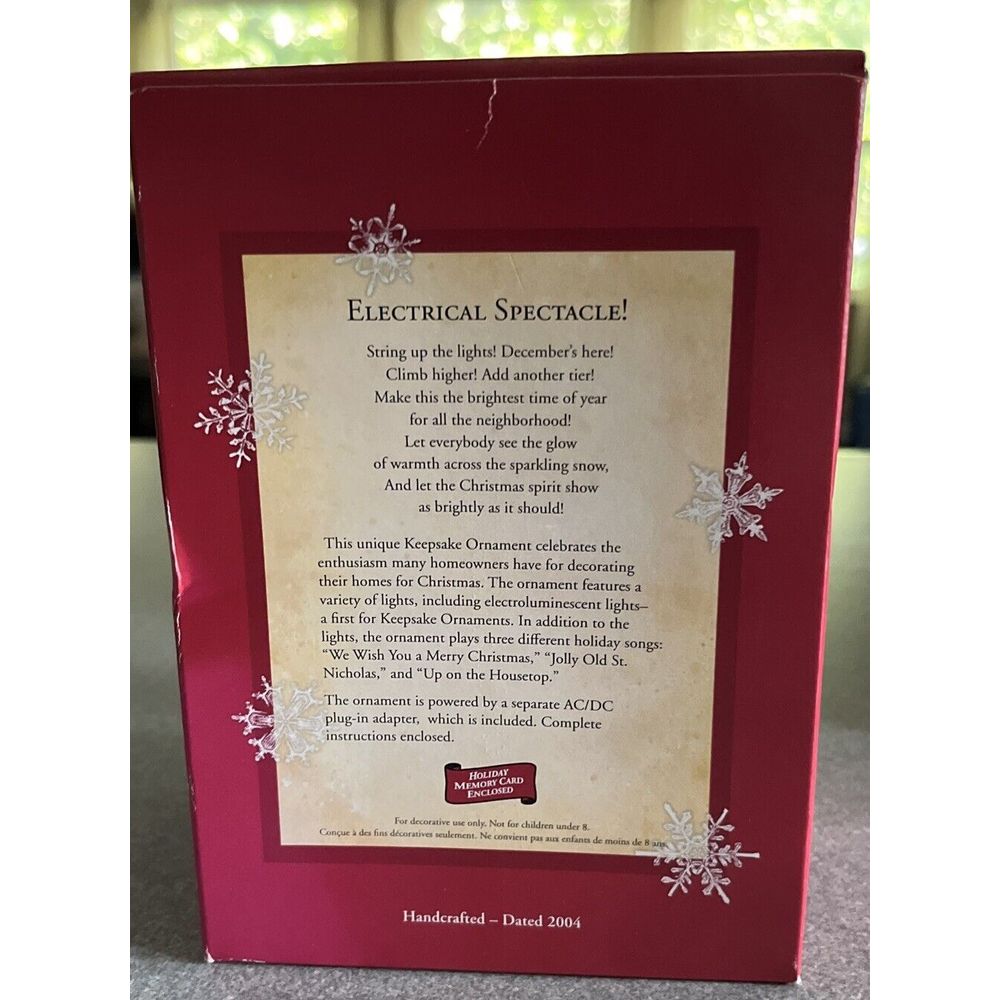 Electrical Spectacle!
String up the lights! December's here!
Climb higher! Add another tier!
Make this the brightest time of year
for all the neighborhood!
Let everybody see the glow
of warmth across the sparkling snow,
And let the Christmas spirit show
as brightly as it should!
This unique Keepsake Ornament celebrates the
enthusiasm many homeowners have for decorating
their homes for Christmas. The ornament features a
variety of lights, including electroluminescent lights–
a first for Keepsake Ornaments. In addition to the
lights, the ornament plays three different holiday songs:
“We Wish You a Merry Christmas,” “Jolly Old St.
Nicholas,” and “Up on the Housetop.”
The ornament is powered by a separate AC/DC
plug-in adapter, which is included. Complete
instructions enclosed.
Holiday
Memory Card
Enclosed
For decorative use only. Not for children under 8.
Conçue à des fins décoratives seulement. Ne convient pas aux enfants de moins de 8 ans.
Handcrafted – Dated 2004